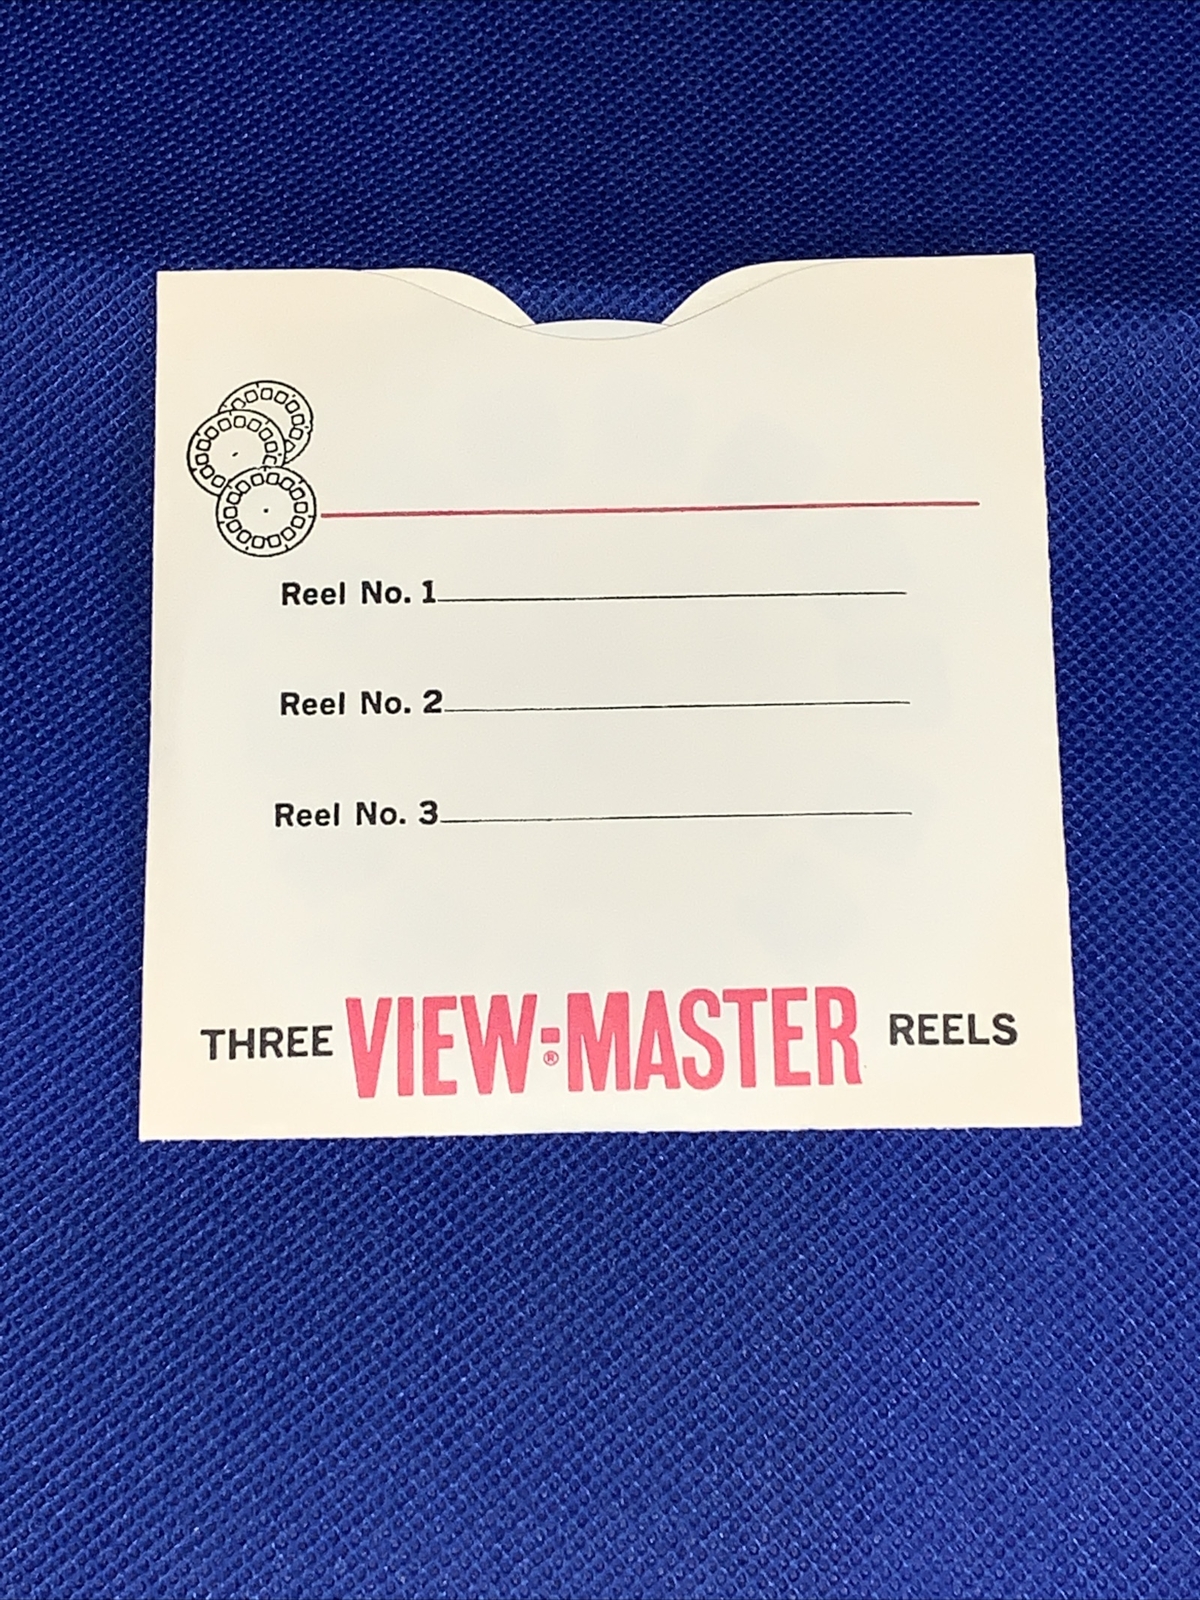 Reel No. 1
Reel No. 2
Reel No. 3
THREE VIEW-MASTER® REELS